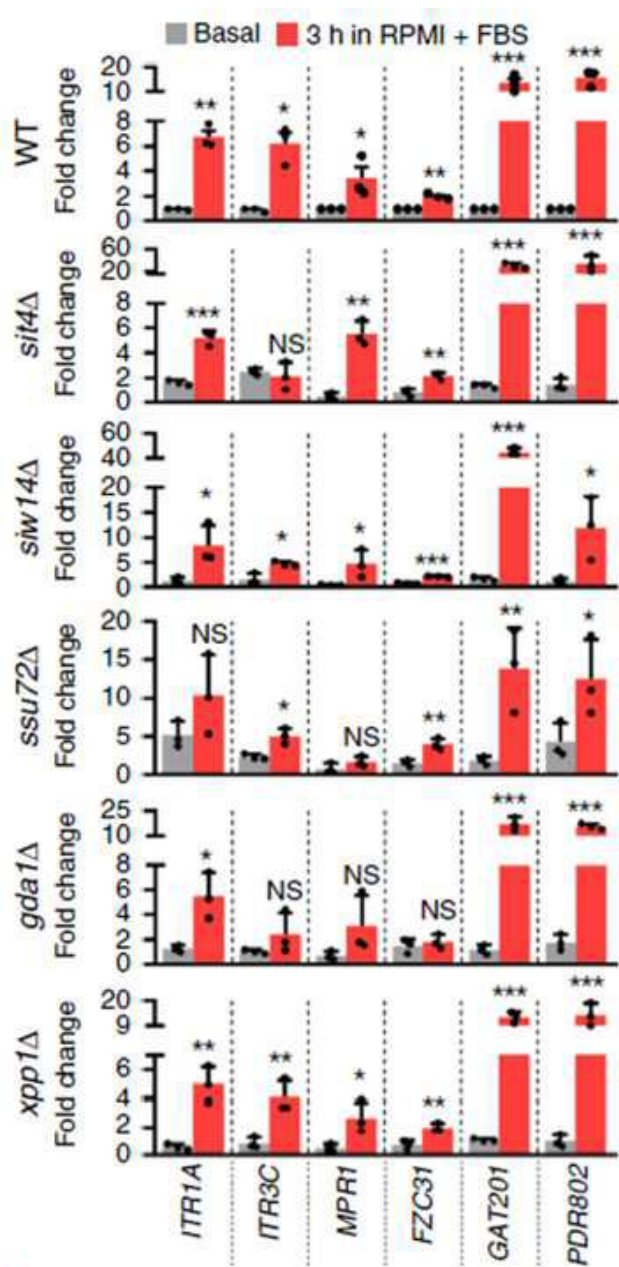 Basal 3 h in RPMI + FBS
WT
Fold change
20
10
8
6
4
2
0
** * * ** *** ***
sit4Δ
Fold change
60
20
8
6
4
2
0
*** NS ** ** *** ***
siw14Δ
Fold change
60
40
20
15
10
5
0
* * * *** *** *
ssu72Δ
Fold change
20
15
10
5
0
NS * NS ** ** *
gda1Δ
Fold change
25
10
8
6
4
2
0
* NS NS NS *** ***
xpp1Δ
Fold change
20
9
6
4
2
0
** ** * ** *** ***
ITR1A ITR3C MPR1 FZC31 GAT201 PDR802